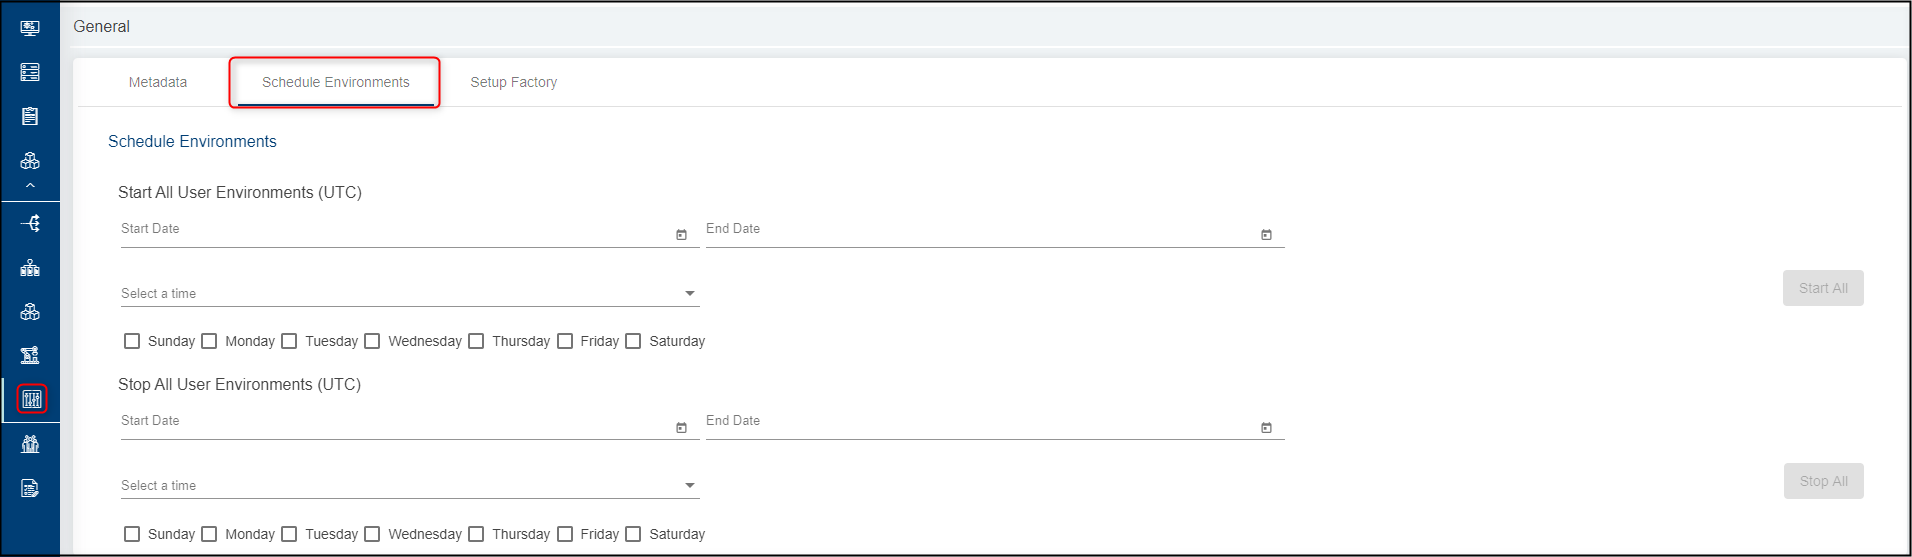 General
Metadata Schedule Environments Setup Factory
Schedule Environments
Start All User Environments (UTC)
Start Date End Date
Select a time
Start All
Sunday Monday Tuesday Wednesday Thursday Friday Saturday
Stop All User Environments (UTC)
Start Date End Date
Select a time
Stop All
Sunday Monday Tuesday Wednesday Thursday Friday Saturday